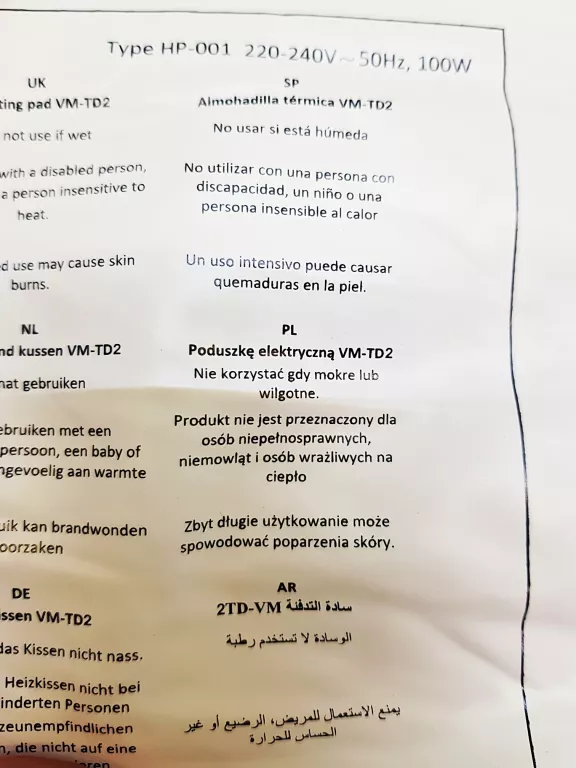 Type HP-001 220-240V~50Hz, 100W
UK
ting pad VM-TD2
not use if wet
with a disabled person,
a person insensitive to
heat.
d use may cause skin
burns.
SP
Almohadilla térmica VM-TD2
No usar si está húmeda
No utilizar con una persona con
discapacidad, un niño o una
persona insensible al calor
Un uso intensivo puede causar
quemaduras en la piel.
NL
nd kussen VM-TD2
nat gebruiken
ebruiken met een
persoon, een baby of
ngevoelig aan warmte
uik kan brandwonden
oorzaken
PL
Poduszkę elektryczną VM-TD2
Nie korzystać gdy mokre lub
wilgotne.
Produkt nie jest przeznaczony dla
osób niepełnosprawnych,
niemowląt i osób wrażliwych na
ciepło
Zbyt długie użytkowanie może
spowodować poparzenia skóry.
DE
issen VM-TD2
das Kissen nicht nass.
Heizkissen nicht bei
inderten Personen
zeunempfindlichen
n, die nicht auf eine
AR
سادة التدفئة 2TD-VM
الوسادة لا تستخدم رطبة
يمنع الاستعمال للمريض، الرضيع أو غير
الحساس للحرارة